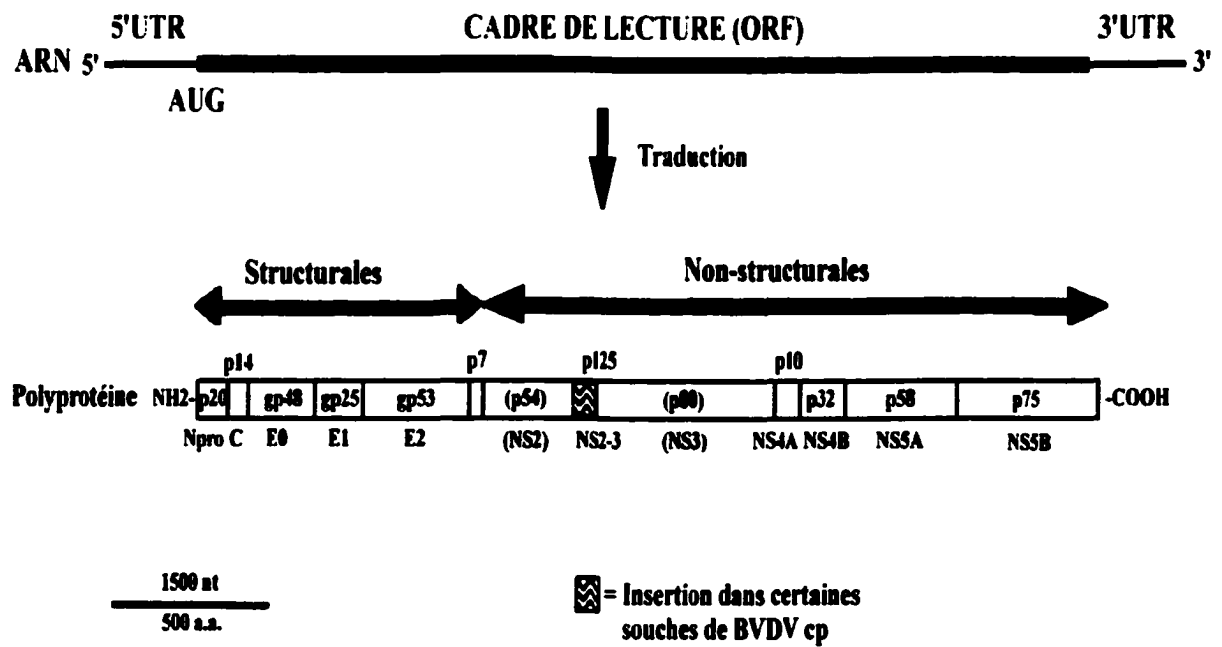 5'UTR CADRE DE LECTURE (ORF) 3'UTR
ARN 5' 3'
AUG
Traduction
Structurales Non-structurales
p14 p7 p125 p10
Polyprotéine NH2- p20 gp48 gp25 gp53 (p54) (p80) p32 p58 p75 -COOH
Npro C E0 E1 E2 (NS2) NS2-3 (NS3) NS4A NS4B NS5A NS5B
1500 nt
500 a.a.
= Insertion dans certaines
souches de BVDV cp